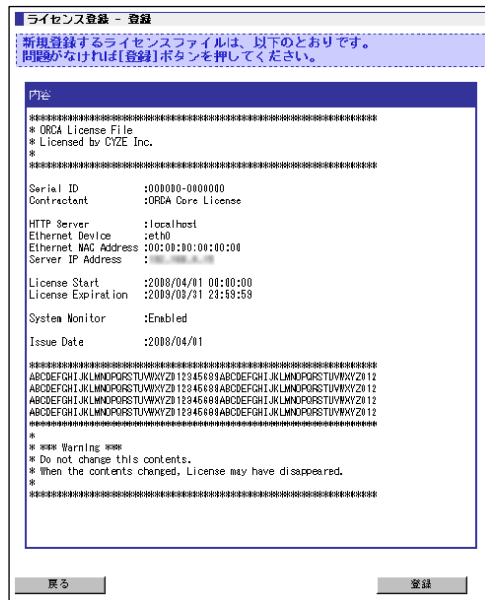 ライセンス登録 - 登録
新規登録するライセンスファイルは、以下のとおりです。
問題がなければ[登録]ボタンを押してください。
内容
**********************************************************************
* ORCA License File
* Licensed by CYZE Inc.
*
**********************************************************************
Serial ID :000000-0000000
Contractant :ORCA Core License
HTTP Server :localhost
Ethernet Device :eth0
Ethernet MAC Address :00:00:00:00:00:00
Server IP Address :
License Start :2008/04/01 00:00:00
License Expiration :2009/03/31 23:59:59
System Monitor :Enabled
Issue Date :2008/04/01
**********************************************************************
ABCDEFGHIJKLMNOPQRSTUVWXYZ012345689ABCDEFGHIJKLMNOPQRSTUVWXYZ012
ABCDEFGHIJKLMNOPQRSTUVWXYZ012345689ABCDEFGHIJKLMNOPQRSTUVWXYZ012
ABCDEFGHIJKLMNOPQRSTUVWXYZ012345689ABCDEFGHIJKLMNOPQRSTUVWXYZ012
ABCDEFGHIJKLMNOPQRSTUVWXYZ012345689ABCDEFGHIJKLMNOPQRSTUVWXYZ012
**********************************************************************
*
* *** Warning ***
* Do not change this contents.
* When the contents changed, License may have disappeared.
*
**********************************************************************
戻る
登録